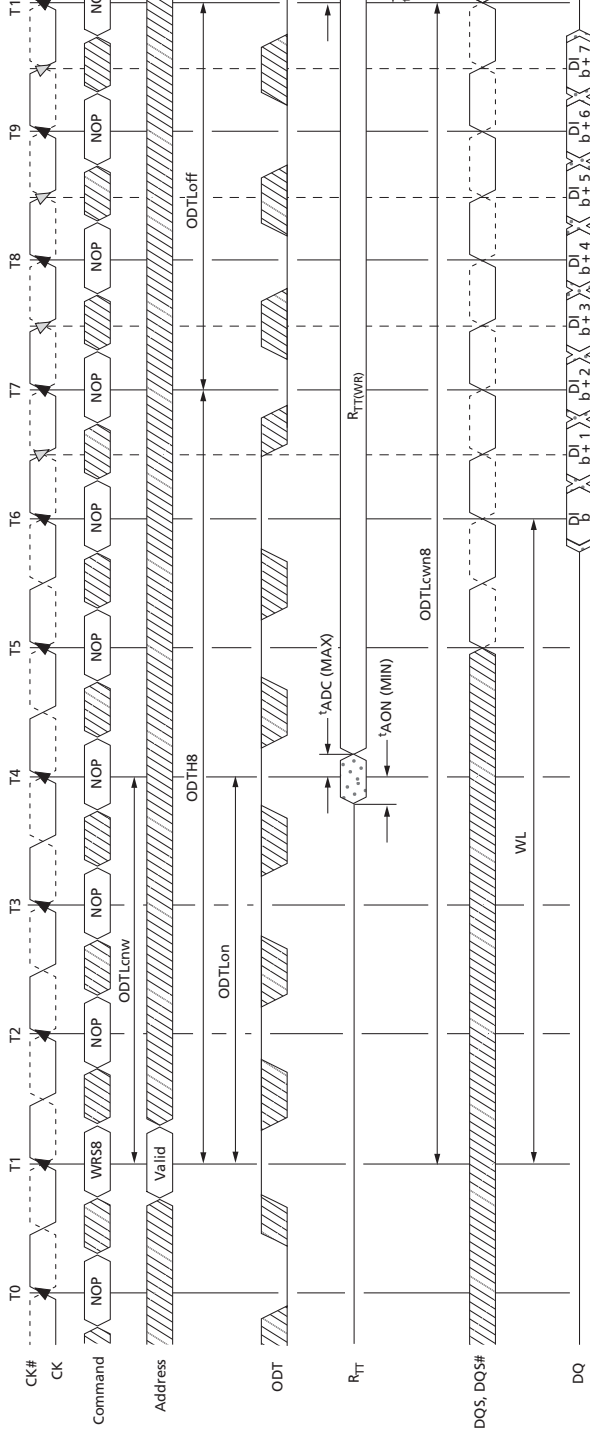 T0 T1 T2 T3 T4 T5 T6 T7 T8 T9
CK#
CK
Command NOP WRS8 NOP NOP NOP NOP NOP NOP NOP NOP
ODTLcnw
Address Valid
ODTH8 ODTLoff
ODTLon
ODT
tADC (MAX)
RTT RTT(WR)
tAON (MIN)
ODTLcwn8
DQS, DQS#
WL
DQ DI b DI b + 1 DI b + 2 DI b + 3 DI b + 4 DI b + 5 DI b + 6 DI b + 7